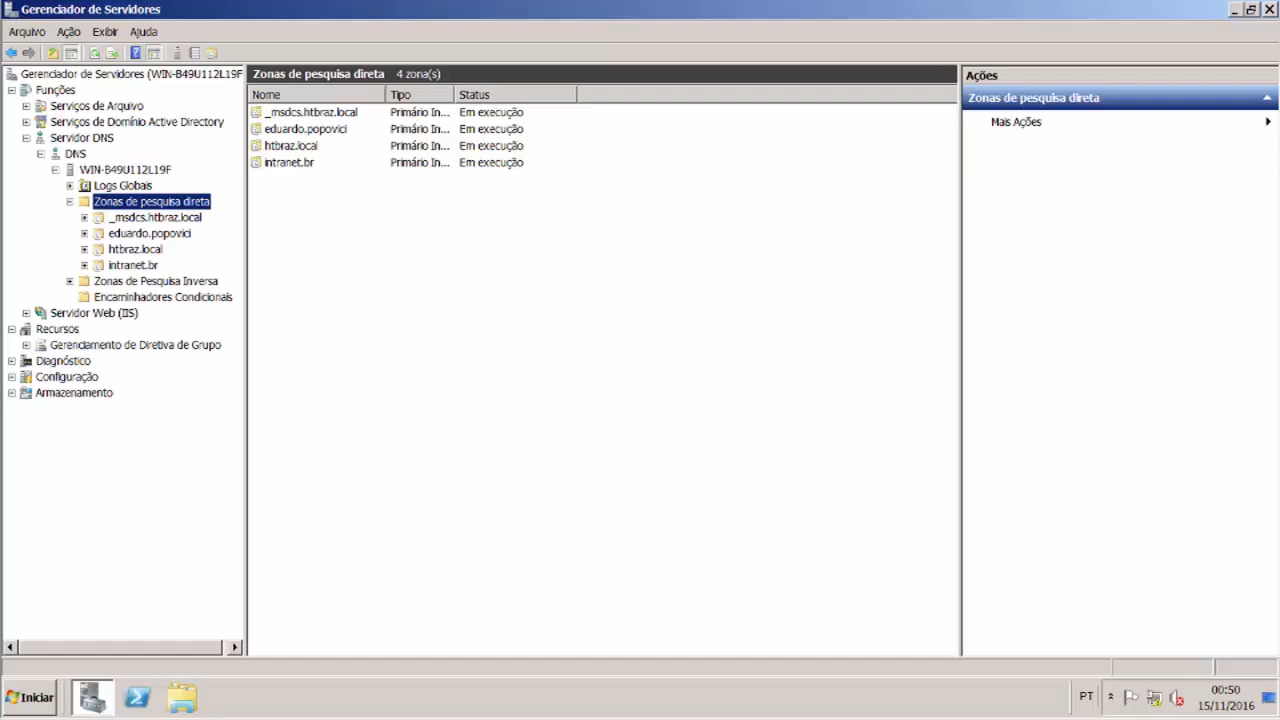 Gerenciador de Servidores
Arquivo Ação Exibir Ajuda
Gerenciador de Servidores (WIN-B49U112L19F
Funções
Serviços de Arquivo
Serviços de Domínio Active Directory
Servidor DNS
DNS
WIN-B49U112L19F
Logs Globais
Zonas de pesquisa direta
_msdcs.htbraz.local
eduardo.popovici
htbraz.local
intranet.br
Zonas de Pesquisa Inversa
Encaminhadores Condicionais
Servidor Web (IIS)
Recursos
Gerenciamento de Diretiva de Grupo
Diagnóstico
Configuração
Armazenamento
Zonas de pesquisa direta 4 zona(s)
Nome Tipo Status
_msdcs.htbraz.local Primário In... Em execução
eduardo.popovici Primário In... Em execução
htbraz.local Primário In... Em execução
intranet.br Primário In... Em execução
Ações
Zonas de pesquisa direta
Mais Ações
Iniciar
PT
00:50
15/11/2016